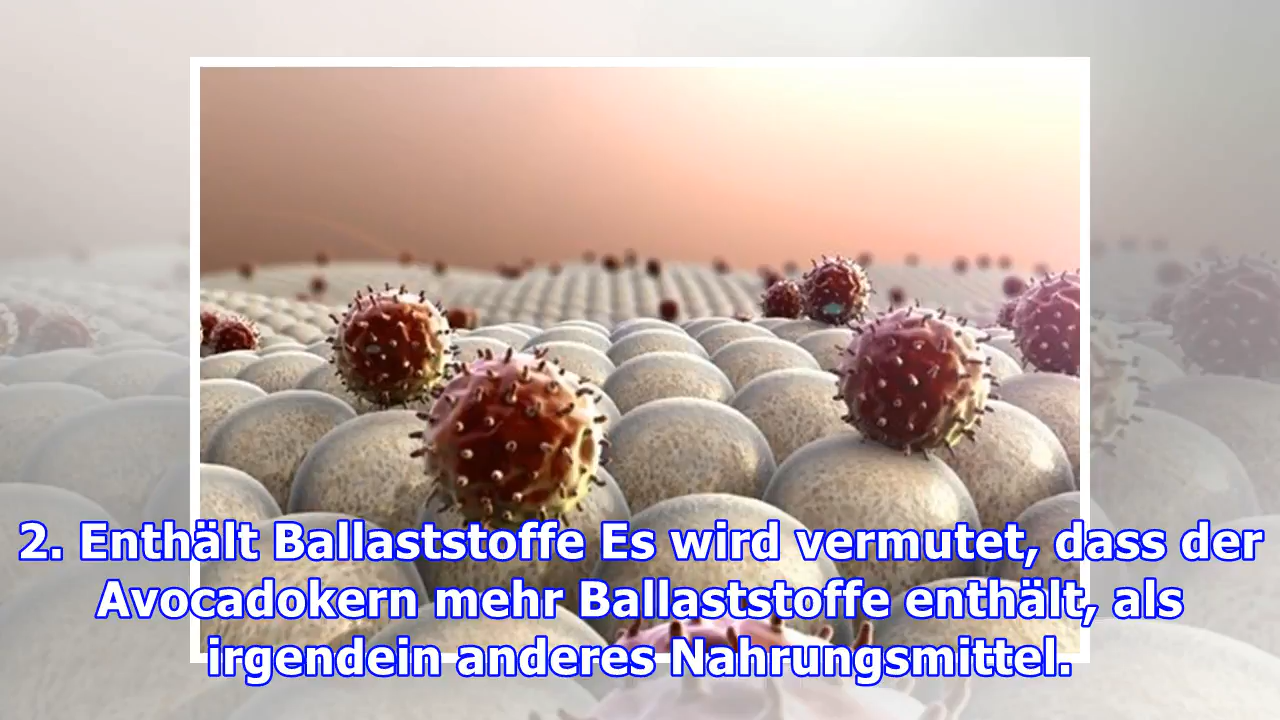 2. Enthält Ballaststoffe Es wird vermutet, dass der
Avocadokern mehr Ballaststoffe enthält, als
irgendein anderes Nahrungsmittel.